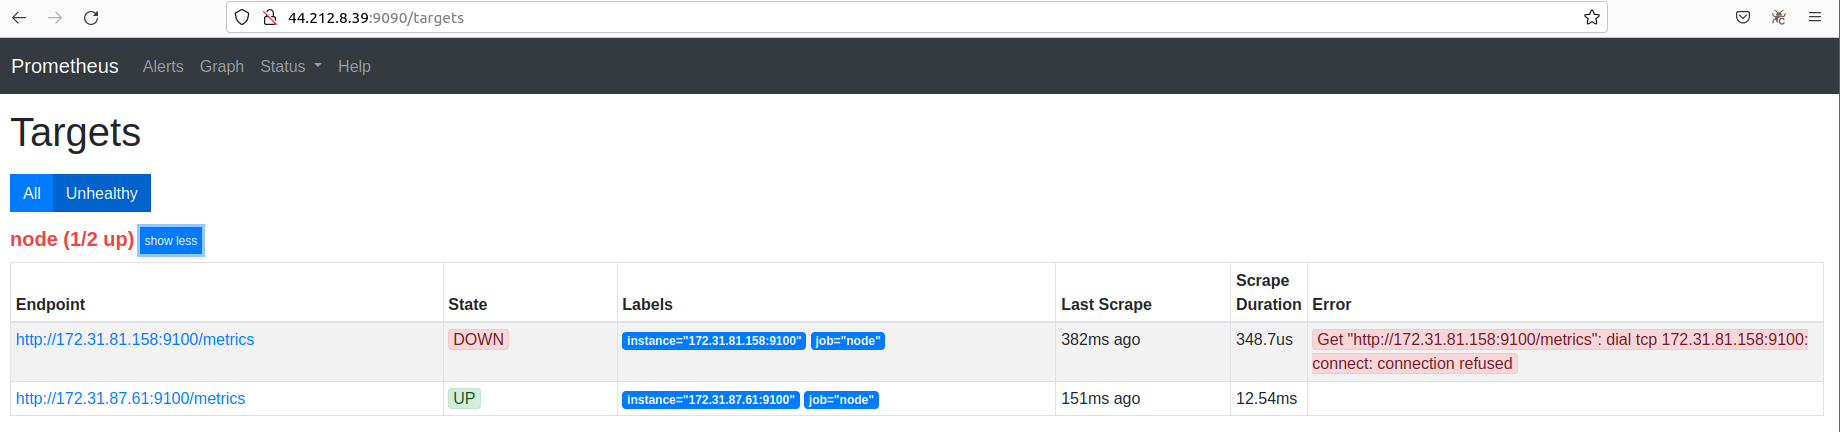 44.212.8.39:9090/targets
Prometheus Alerts Graph Status Help
Targets
All Unhealthy
node (1/2 up) show less
Endpoint State Labels Last Scrape Scrape Duration Error
http://172.31.81.158:9100/metrics DOWN instance="172.31.81.158:9100" job="node" 382ms ago 348.7us Get "http://172.31.81.158:9100/metrics": dial tcp 172.31.81.158:9100:
connect: connection refused
http://172.31.87.61:9100/metrics UP instance="172.31.87.61:9100" job="node" 151ms ago 12.54ms